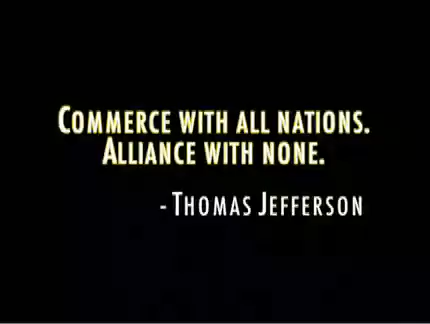 Commerce with all nations.
Alliance with none.
- Thomas Jefferson